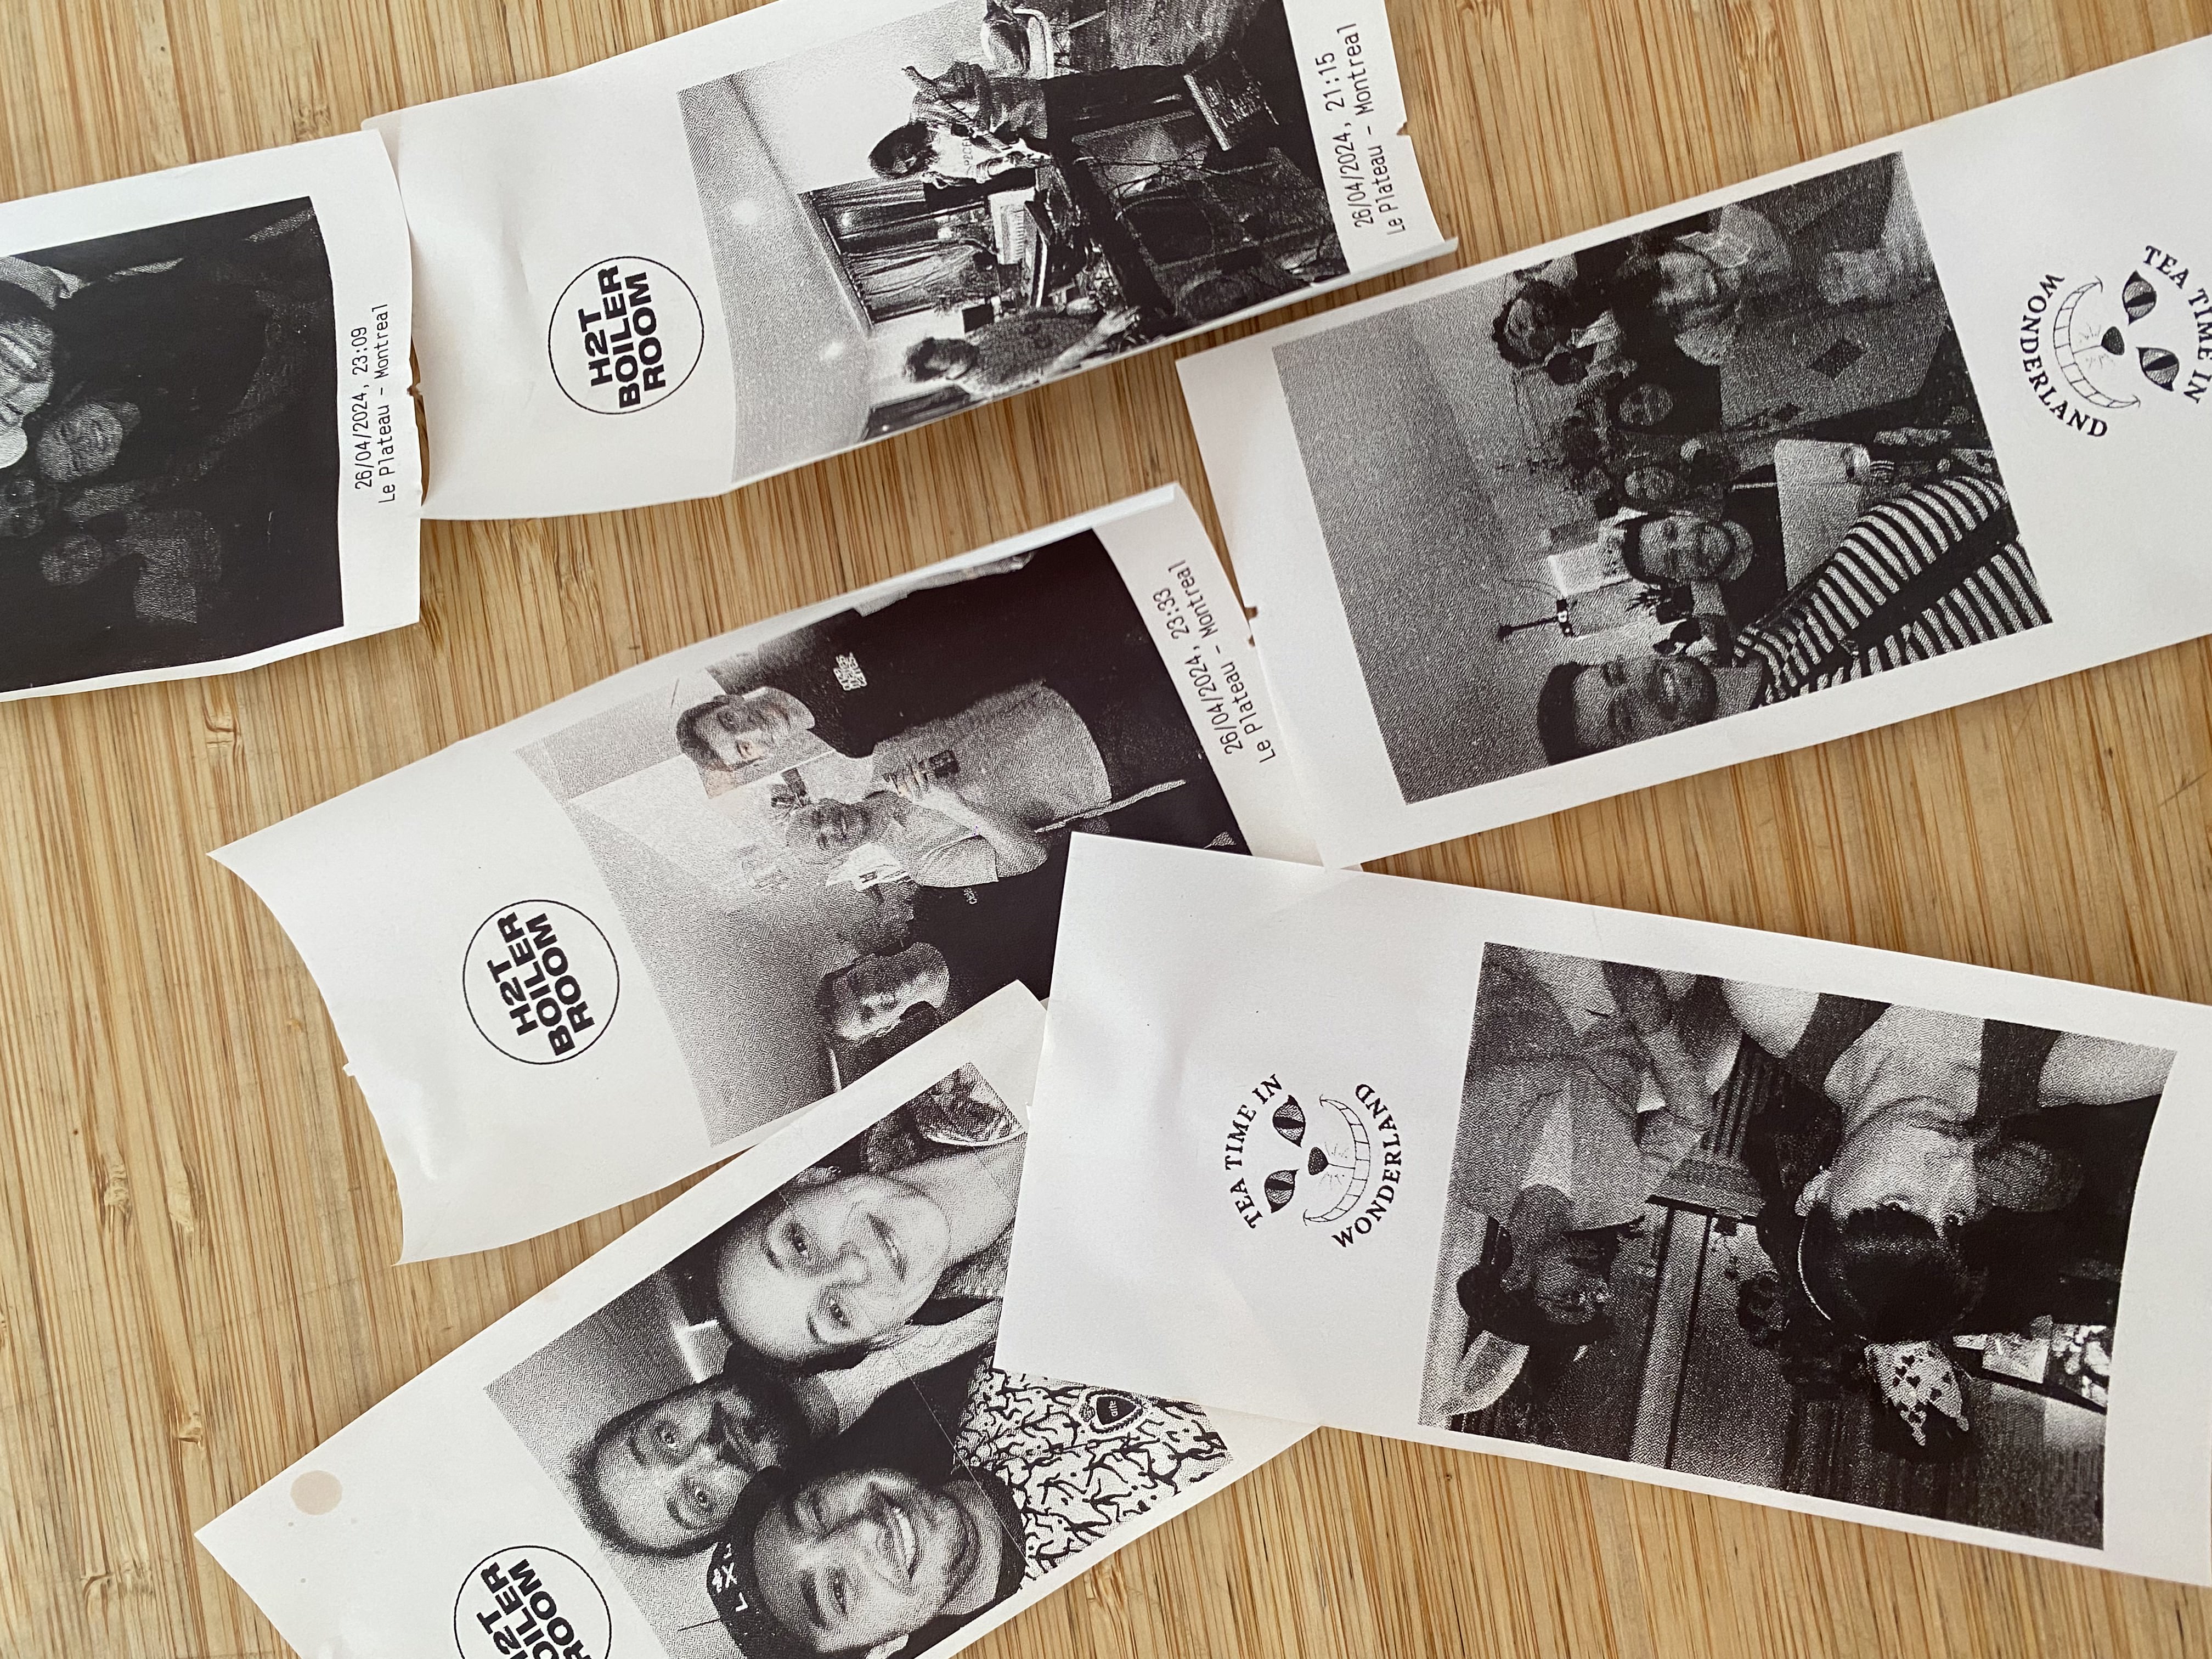 26/04/2024, 23:09
Le Plateau - Montreal
H2T
BOILER
ROOM
LXH
arte
H2T
BOILER
ROOM
26/04/2024, 23:33
Le Plateau - Montreal
H2T
BOILER
ROOM
26/04/2024, 21:15
Le Plateau - Montreal
TEA TIME IN
WONDERLAND
TEA TIME IN
WONDERLAND